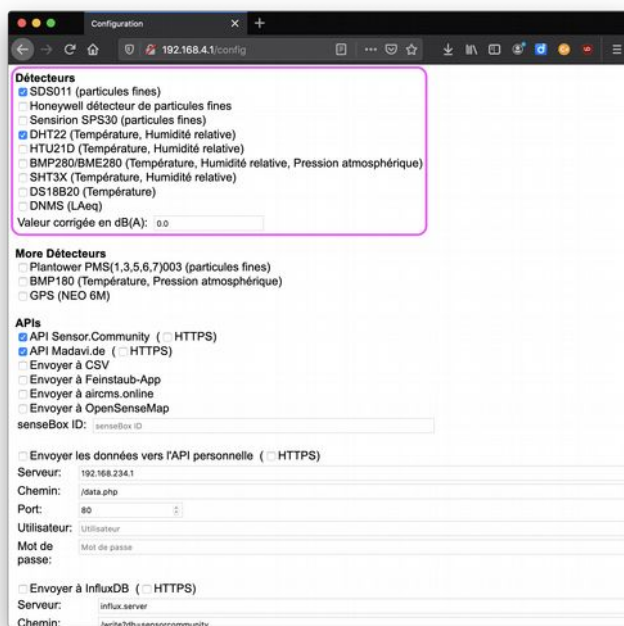 Configuration
192.168.4.1/config
Détecteurs
SDS011 (particules fines)
Honeywell détecteur de particules fines
Sensirion SPS30 (particules fines)
DHT22 (Température, Humidité relative)
HTU21D (Température, Humidité relative)
BMP280/BME280 (Température, Humidité relative, Pression atmosphérique)
SHT3X (Température, Humidité relative)
DS18B20 (Température)
DNMS (LAeq)
Valeur corrigée en dB(A): 0.0
More Détecteurs
Plantower PMS(1,3,5,6,7)003 (particules fines)
BMP180 (Température, Pression atmosphérique)
GPS (NEO 6M)
APIs
API Sensor.Community ( HTTPS)
API Madavi.de ( HTTPS)
Envoyer à CSV
Envoyer à Feinstaub-App
Envoyer à aircms.online
Envoyer à OpenSenseMap
senseBox ID: senseBox ID
Envoyer les données vers l'API personelle ( HTTPS)
Serveur: 192.168.234.1
Chemin: /data.php
Port: 80
Utilisateur: Utilisateur
Mot de passe: Mot de passe
Envoyer à InfluxDB ( HTTPS)
Serveur: influx.server
Chemin: /write?db=sensorcommunity